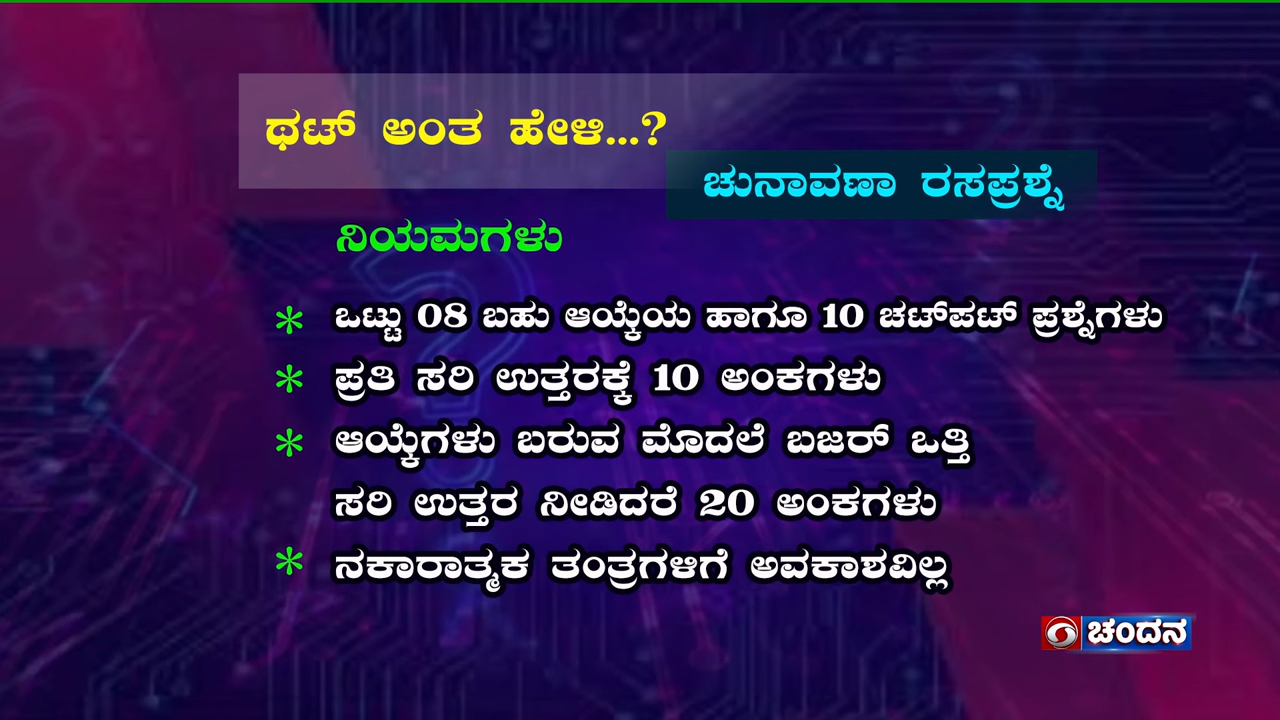 ಥಟ್ ಅಂತ ಹೇಳಿ...?
ಚುನಾವಣಾ ರಸಪ್ರಶ್ನೆ
ನಿಯಮಗಳು
* ಒಟ್ಟು 08 ಬಹು ಆಯ್ಕೆಯ ಹಾಗೂ 10 ಚಟ್‌ಪಟ್ ಪ್ರಶ್ನೆಗಳು
* ಪ್ರತಿ ಸರಿ ಉತ್ತರಕ್ಕೆ 10 ಅಂಕಗಳು
* ಆಯ್ಕೆಗಳು ಬರುವ ಮೊದಲೆ ಬಜರ್ ಒತ್ತಿ
ಸರಿ ಉತ್ತರ ನೀಡಿದರೆ 20 ಅಂಕಗಳು
* ನಕಾರಾತ್ಮಕ ತಂತ್ರಗಳಿಗೆ ಅವಕಾಶವಿಲ್ಲ
ಚಂದನ